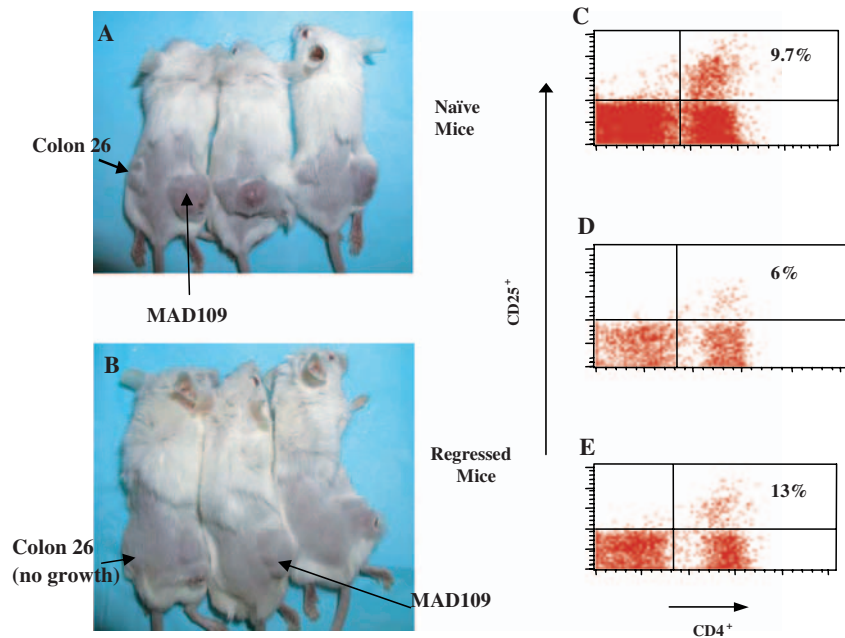 A
Colon 26
MAD109
B
Colon 26
(no growth)
MAD109
Naïve
Mice
CD25+
Regressed
Mice
C
9.7%
D
6%
E
13%
CD4+